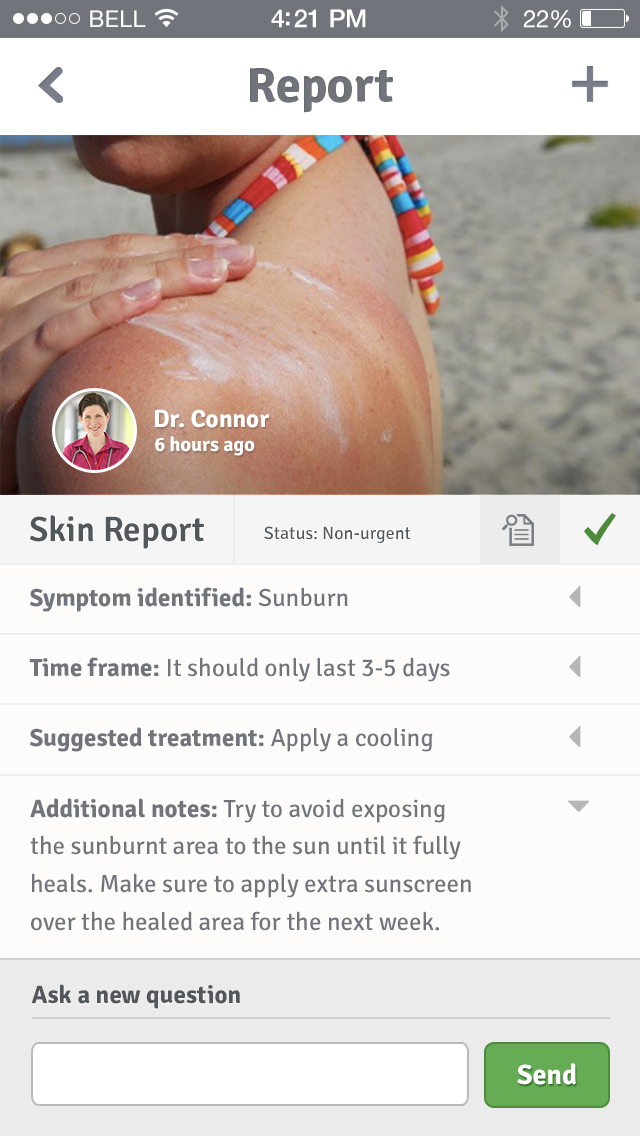 BELL 4:21 PM 22%
Report
Dr. Connor
6 hours ago
Skin Report Status: Non-urgent
Symptom identified: Sunburn
Time frame: It should only last 3-5 days
Suggested treatment: Apply a cooling
Additional notes: Try to avoid exposing
the sunburnt area to the sun until it fully
heals. Make sure to apply extra sunscreen
over the healed area for the next week.
Ask a new question
Send